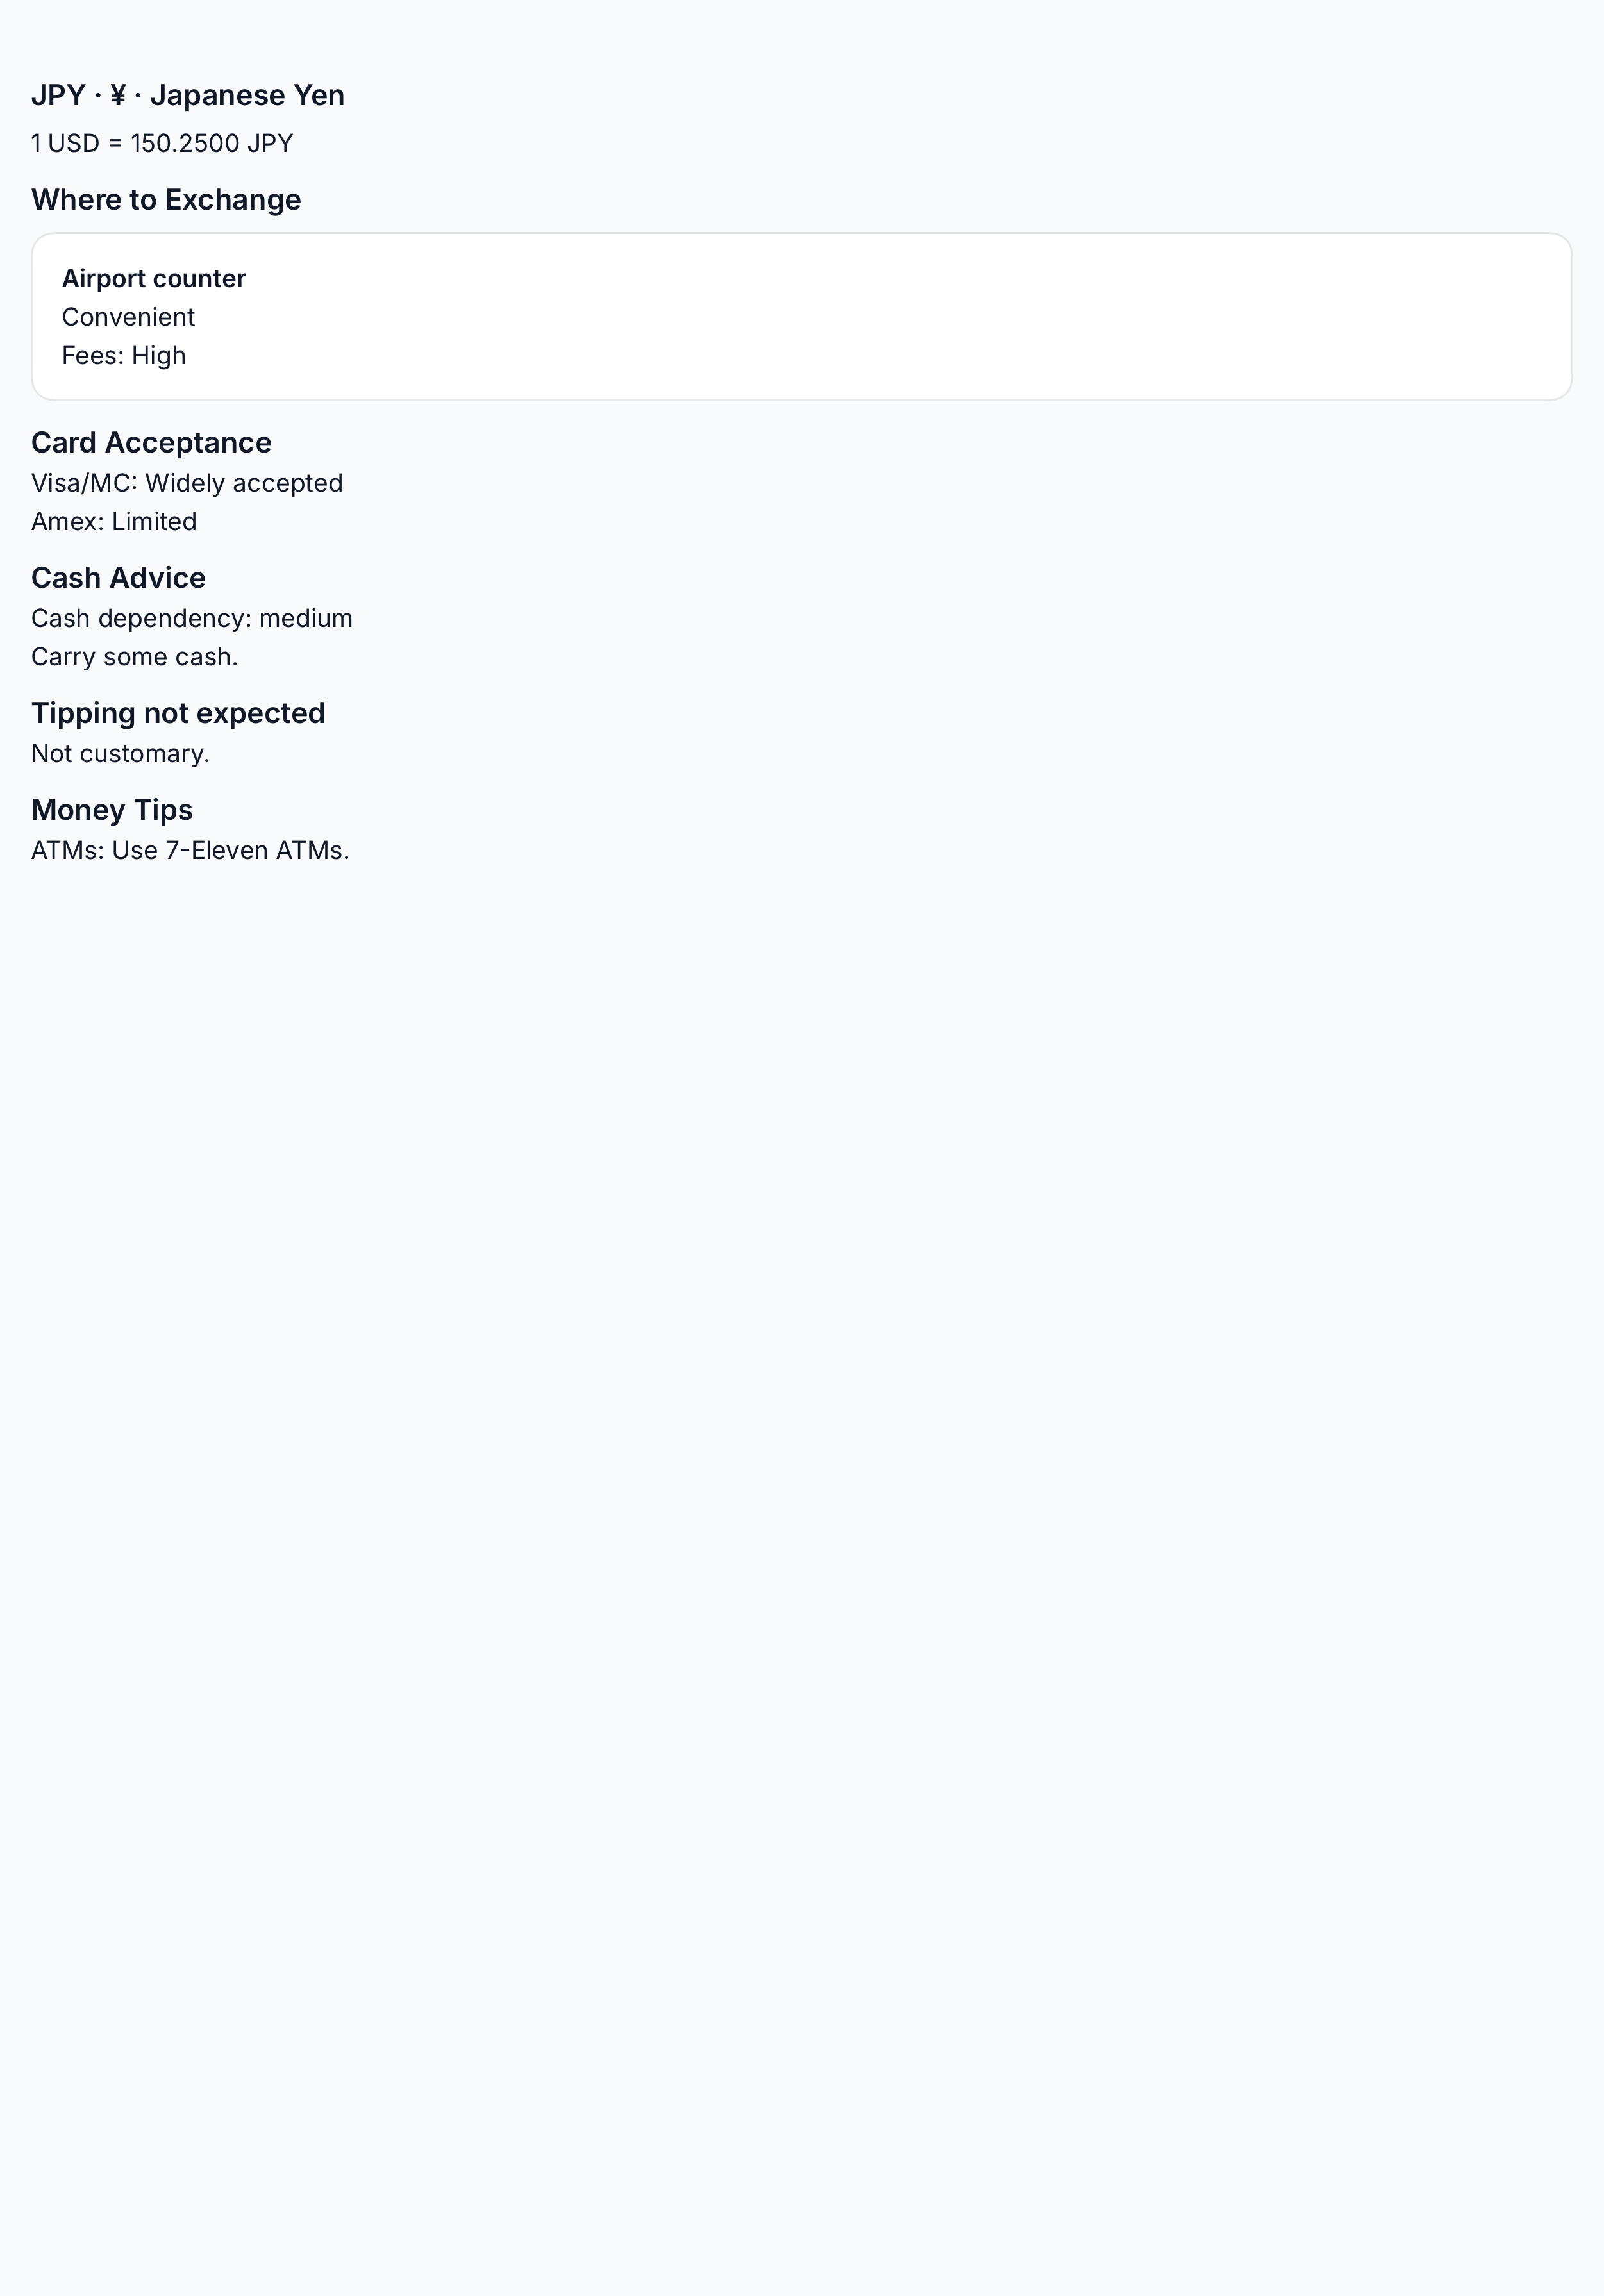 JPY · ¥ · Japanese Yen
1 USD = 150.2500 JPY
Where to Exchange
Airport counter
Convenient
Fees: High
Card Acceptance
Visa/MC: Widely accepted
Amex: Limited
Cash Advice
Cash dependency: medium
Carry some cash.
Tipping not expected
Not customary.
Money Tips
ATMs: Use 7-Eleven ATMs.